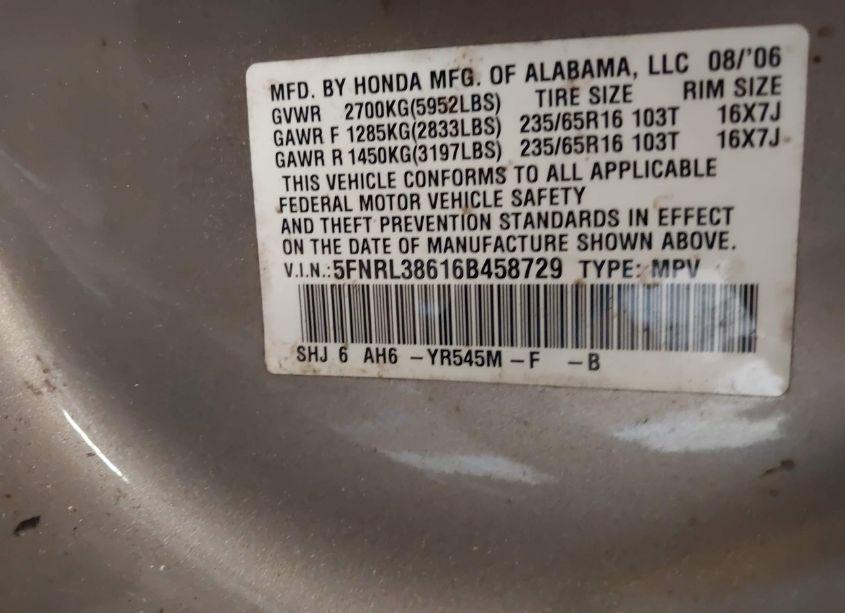 MFD. BY HONDA MFG. OF ALABAMA, LLC 08/'06
GVWR 2700KG(5952LBS) TIRE SIZE RIM SIZE
GAWR F 1285KG(2833LBS) 235/65R16 103T 16X7J
GAWR R 1450KG(3197LBS) 235/65R16 103T 16X7J
THIS VEHICLE CONFORMS TO ALL APPLICABLE
FEDERAL MOTOR VEHICLE SAFETY
AND THEFT PREVENTION STANDARDS IN EFFECT
ON THE DATE OF MANUFACTURE SHOWN ABOVE.
V.I.N.:5FNRL38616B458729 TYPE: MPV
SHJ 6 AH6 -YR545M -F -B